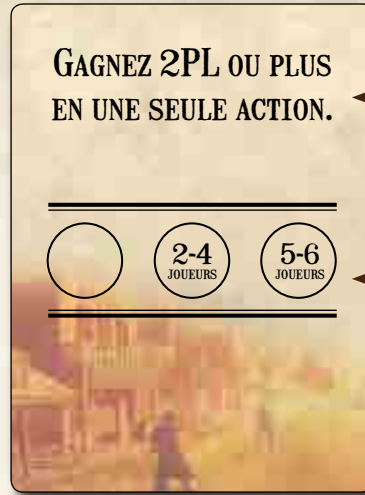 Gagnez 2PL ou plus
en une seule action.
2-4 5-6
joueurs joueurs